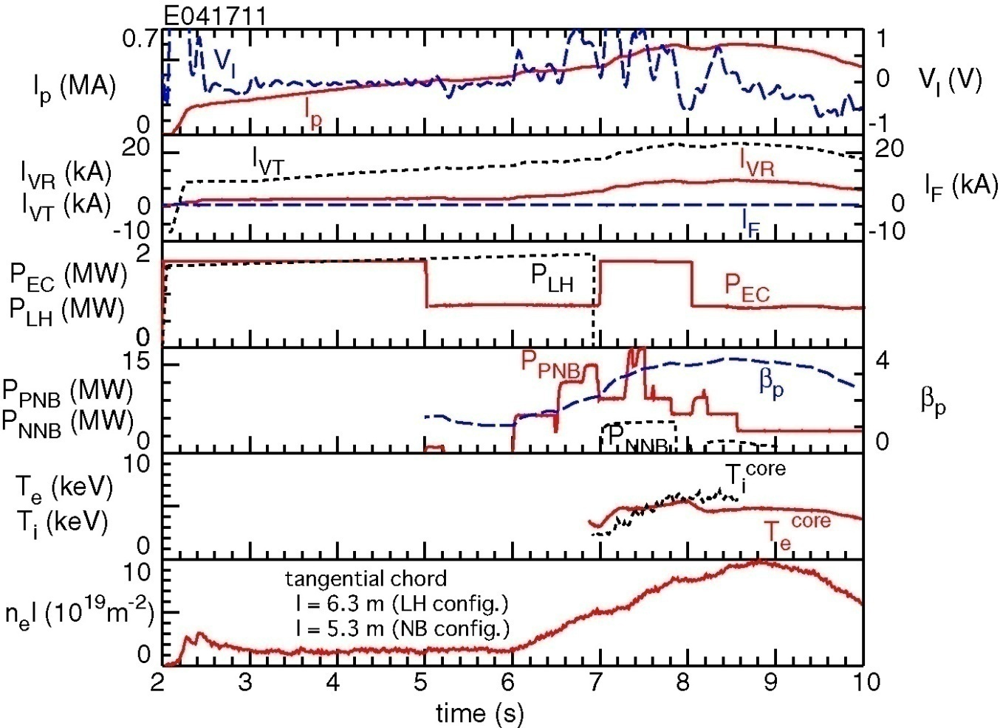 E041711
0.7
I_p (MA)
0
V_I
I_p
1
0
-1
V_I (V)
20
I_VR (kA)
I_VT (kA)
0
-10
I_VT
I_VR
I_F
20
0
-10
I_F (kA)
2
P_EC (MW)
P_LH (MW)
0
P_LH
P_EC
15
P_PNB (MW)
P_NNB (MW)
0
P_PNB
β_p
P_NNB
4
0
β_p
10
T_e (keV)
T_i (keV)
0
T_i^core
T_e^core
10
n_e l (10^19 m^-2)
0
tangential chord
l = 6.3 m (LH config.)
l = 5.3 m (NB config.)
2 3 4 5 6 7 8 9 10
time (s)